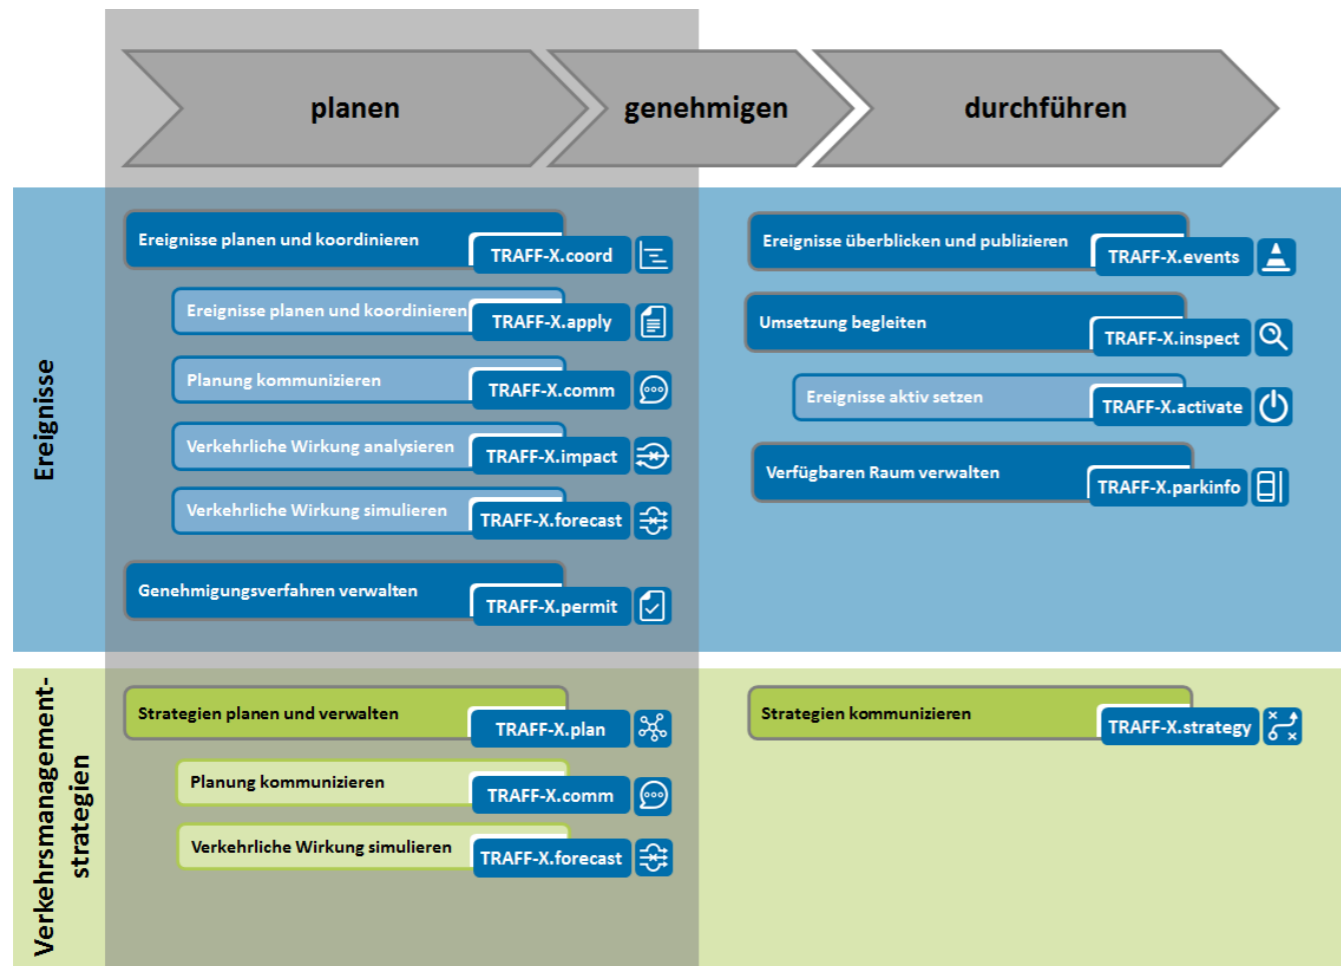 planen
genehmigen
durchführen
Ereignisse
Ereignisse planen und koordinieren
TRAFF-X.coord
Ereignisse planen und koordinieren
TRAFF-X.apply
Planung kommunizieren
TRAFF-X.comm
Verkehrliche Wirkung analysieren
TRAFF-X.impact
Verkehrliche Wirkung simulieren
TRAFF-X.forecast
Genehmigungsverfahren verwalten
TRAFF-X.permit
Ereignisse überblicken und publizieren
TRAFF-X.events
Umsetzung begleiten
TRAFF-X.inspect
Ereignisse aktiv setzen
TRAFF-X.activate
Verfügbaren Raum verwalten
TRAFF-X.parkinfo
Verkehrsmanagement-
strategien
Strategien planen und verwalten
TRAFF-X.plan
Planung kommunizieren
TRAFF-X.comm
Verkehrliche Wirkung simulieren
TRAFF-X.forecast
Strategien kommunizieren
TRAFF-X.strategy